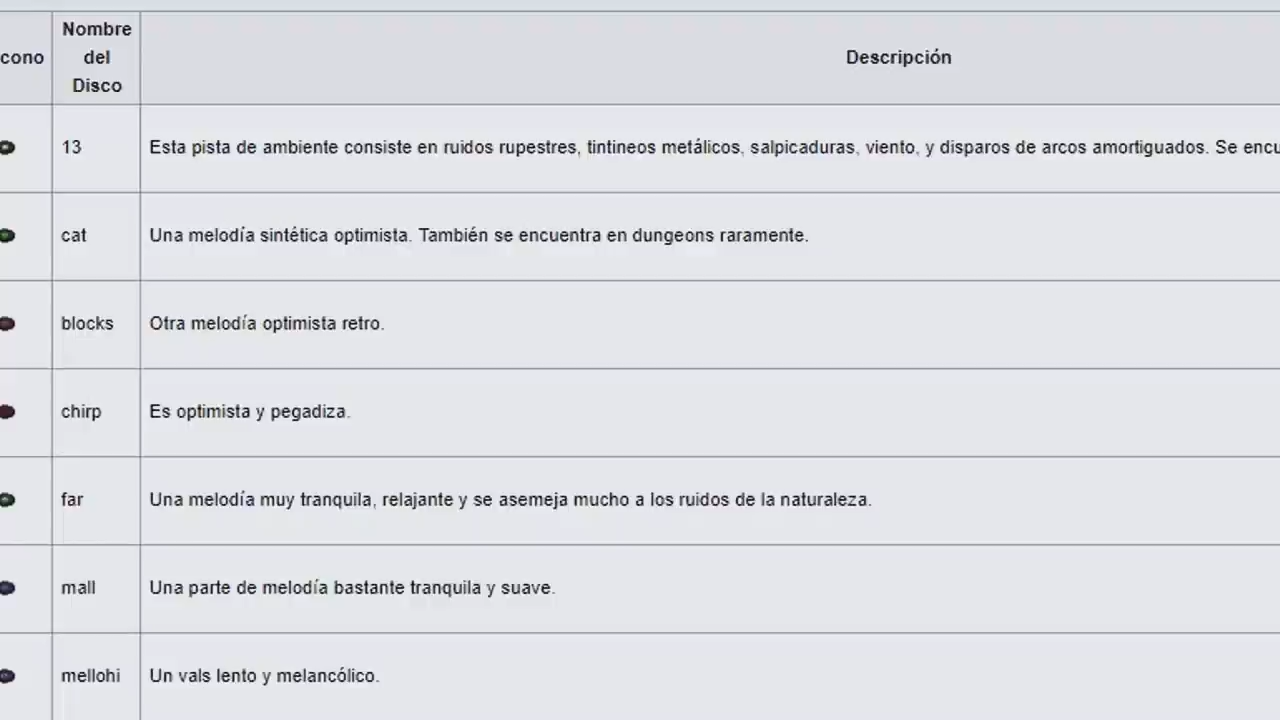 cono
Nombre
del
Disco
Descripción
13
Esta pista de ambiente consiste en ruidos rupestres, tintineos metálicos, salpicaduras, viento, y disparos de arcos amortiguados. Se encu
cat
Una melodía sintética optimista. También se encuentra en dungeons raramente.
blocks
Otra melodía optimista retro.
chirp
Es optimista y pegadiza.
far
Una melodía muy tranquila, relajante y se asemeja mucho a los ruidos de la naturaleza.
mall
Una parte de melodía bastante tranquila y suave.
mellohi
Un vals lento y melancólico.